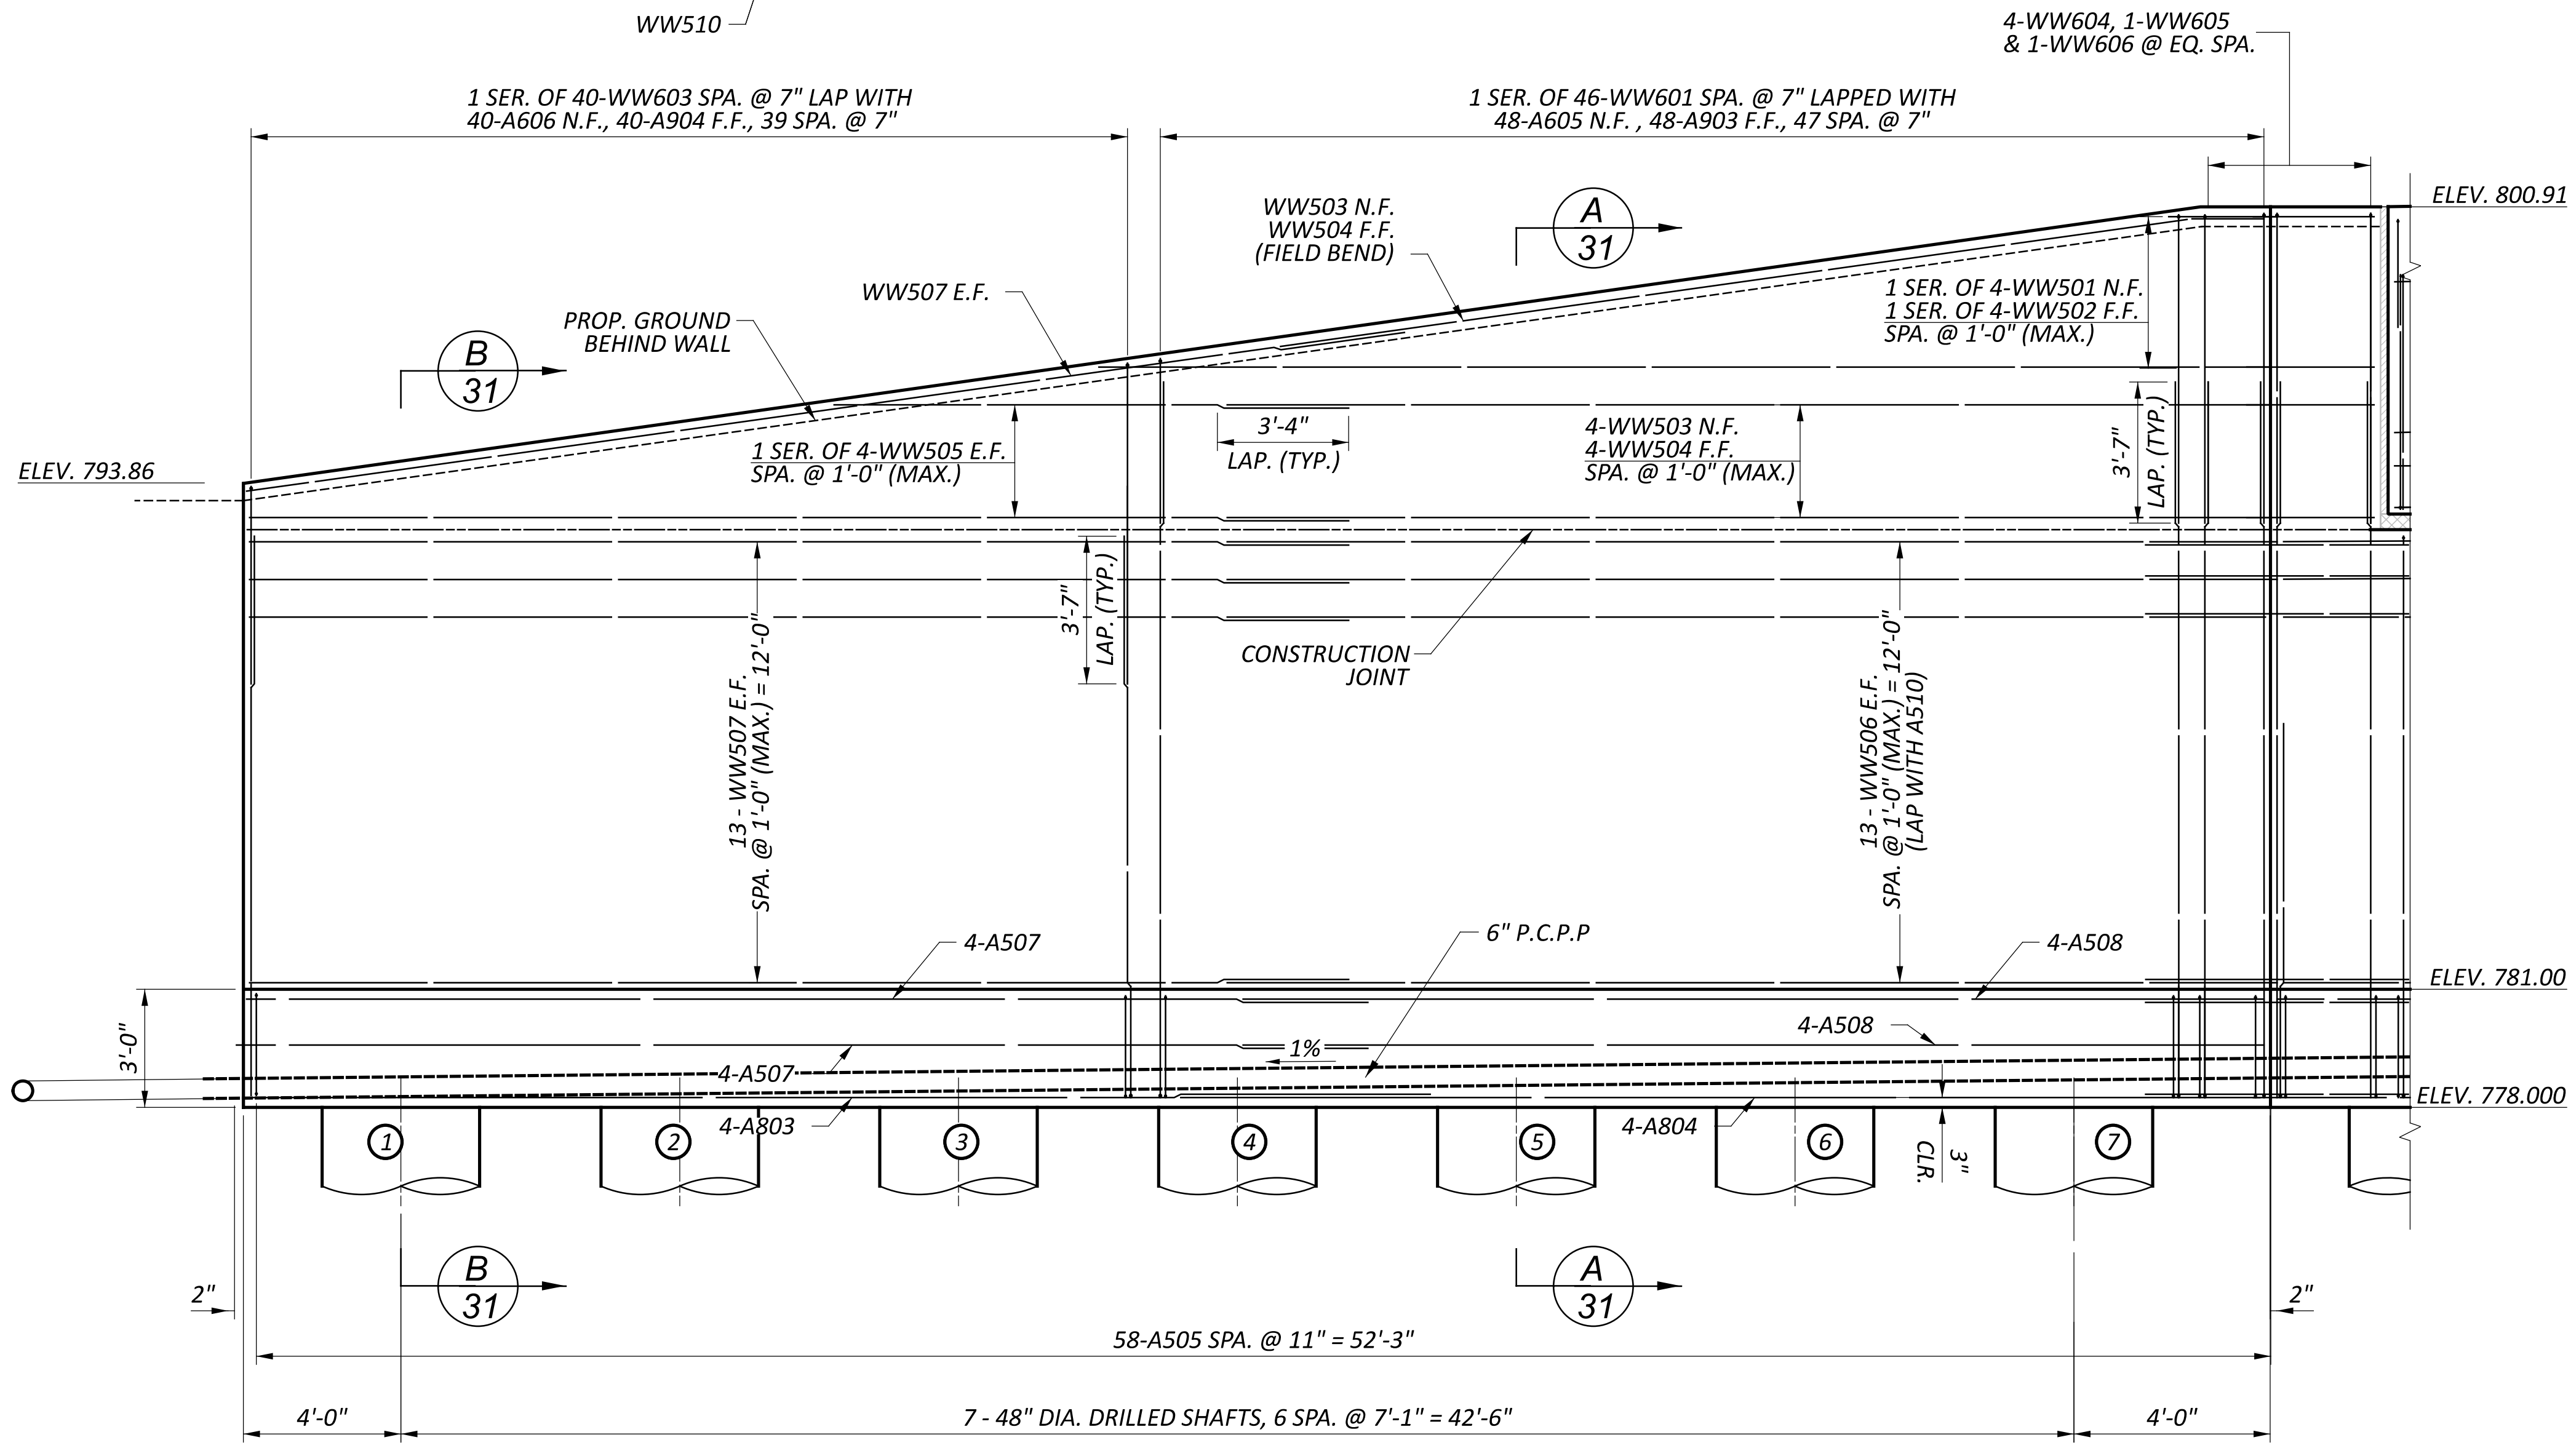 WW510
4-WW604, 1-WW605
& 1-WW606 @ EQ. SPA.
1 SER. OF 40-WW603 SPA. @ 7" LAP WITH
40-A606 N.F., 40-A904 F.F., 39 SPA. @ 7"
1 SER. OF 46-WW601 SPA. @ 7" LAPPED WITH
48-A605 N.F. , 48-A903 F.F., 47 SPA. @ 7"
ELEV. 800.91
WW503 N.F.
WW504 F.F.
(FIELD BEND)
A
31
WW507 E.F.
1 SER. OF 4-WW501 N.F.
1 SER. OF 4-WW502 F.F.
SPA. @ 1'-0" (MAX.)
PROP. GROUND
BEHIND WALL
B
31
1 SER. OF 4-WW505 E.F.
SPA. @ 1'-0" (MAX.)
3'-4"
LAP. (TYP.)
4-WW503 N.F.
4-WW504 F.F.
SPA. @ 1'-0" (MAX.)
3'-7"
LAP. (TYP.)
ELEV. 793.86
3'-7"
LAP. (TYP.)
CONSTRUCTION
JOINT
13 - WW507 E.F.
SPA. @ 1'-0" (MAX.) = 12'-0"
13 - WW506 E.F.
SPA. @ 1'-0" (MAX.) = 12'-0"
(LAP WITH A510)
4-A507
6" P.C.P.P
4-A508
ELEV. 781.00
3'-0"
4-A508
1%
4-A507
ELEV. 778.000
4-A803
4-A804
3"
CLR.
1
2
3
4
5
6
7
B
31
A
31
2"
2"
58-A505 SPA. @ 11" = 52'-3"
4'-0"
7 - 48" DIA. DRILLED SHAFTS, 6 SPA. @ 7'-1" = 42'-6"
4'-0"